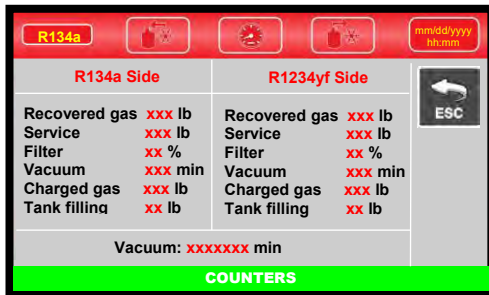 R134a
mm/dd/yyyy
hh:mm
R134a Side
Recovered gas xxx lb
Service xxx lb
Filter xx %
Vacuum xxx min
Charged gas xxx lb
Tank filling xx lb
R1234yf Side
Recovered gas xxx lb
Service xxx lb
Filter xx %
Vacuum xxx min
Charged gas xxx lb
Tank filling xx lb
ESC
Vacuum: xxxxxxx min
COUNTERS